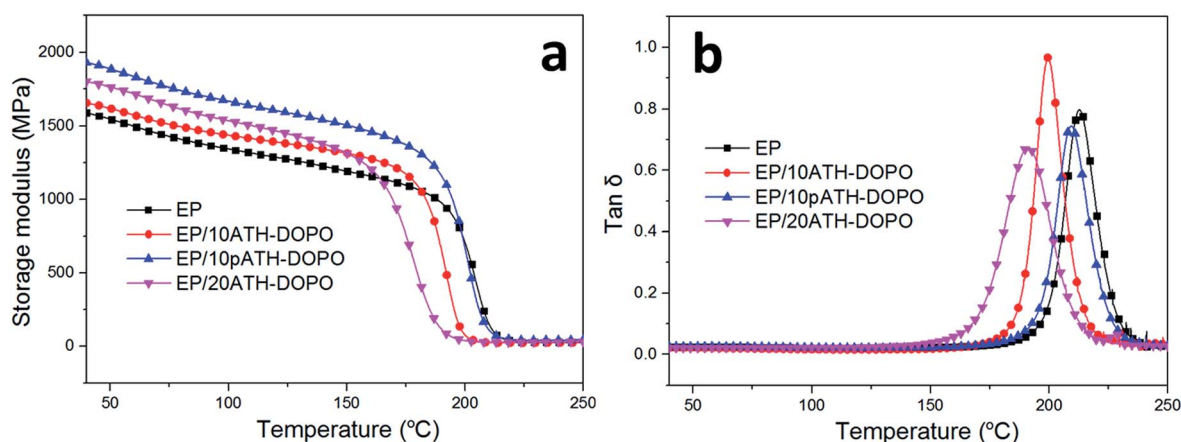 a
Storage modulus (MPa)
2000
1500
1000
500
0
EP
EP/10ATH-DOPO
EP/10pATH-DOPO
EP/20ATH-DOPO
50 100 150 200 250
Temperature (ºC)
b
Tan δ
1.0
0.8
0.6
0.4
0.2
0.0
EP
EP/10ATH-DOPO
EP/10pATH-DOPO
EP/20ATH-DOPO
50 100 150 200 250
Temperature (ºC)